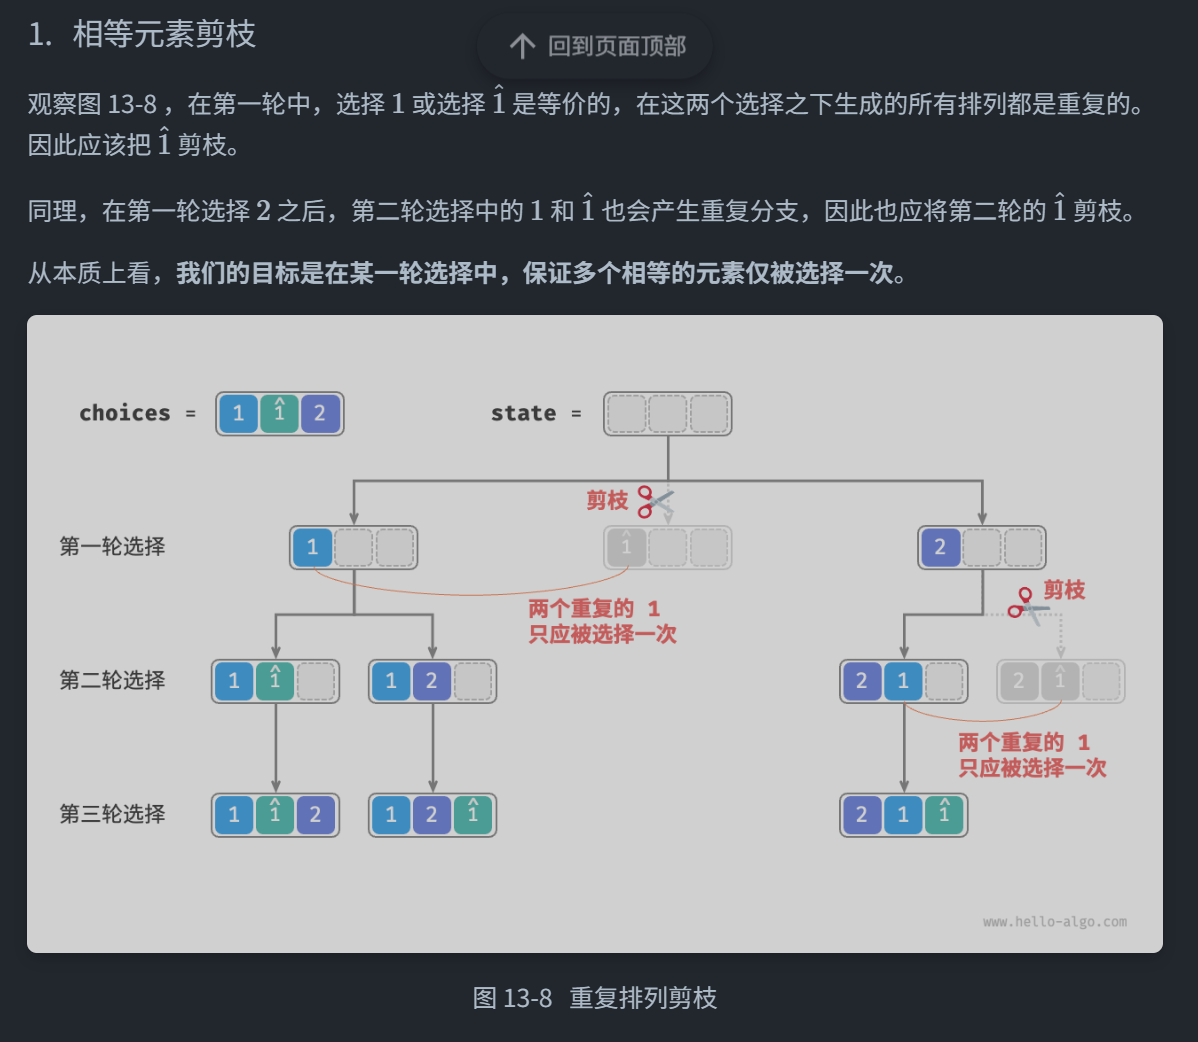 1. 相等元素剪枝
回到页面顶部
观察图 13-8 ，在第一轮中，选择 1 或选择 1̂ 是等价的，在这两个选择之下生成的所有排列都是重复的。
因此应该把 1̂ 剪枝。
同理，在第一轮选择 2 之后，第二轮选择中的 1 和 1̂ 也会产生重复分支，因此也应将第二轮的 1̂ 剪枝。
从本质上看，我们的目标是在某一轮选择中，保证多个相等的元素仅被选择一次。
choices = 1 1̂ 2
state =
剪枝
第一轮选择
1
1̂
2
剪枝
两个重复的 1
只应被选择一次
第二轮选择
1 1̂
1 2
2 1
2 1̂
两个重复的 1
只应被选择一次
第三轮选择
1 1̂ 2
1 2 1̂
2 1 1̂
www.hello-algo.com
图 13-8 重复排列剪枝